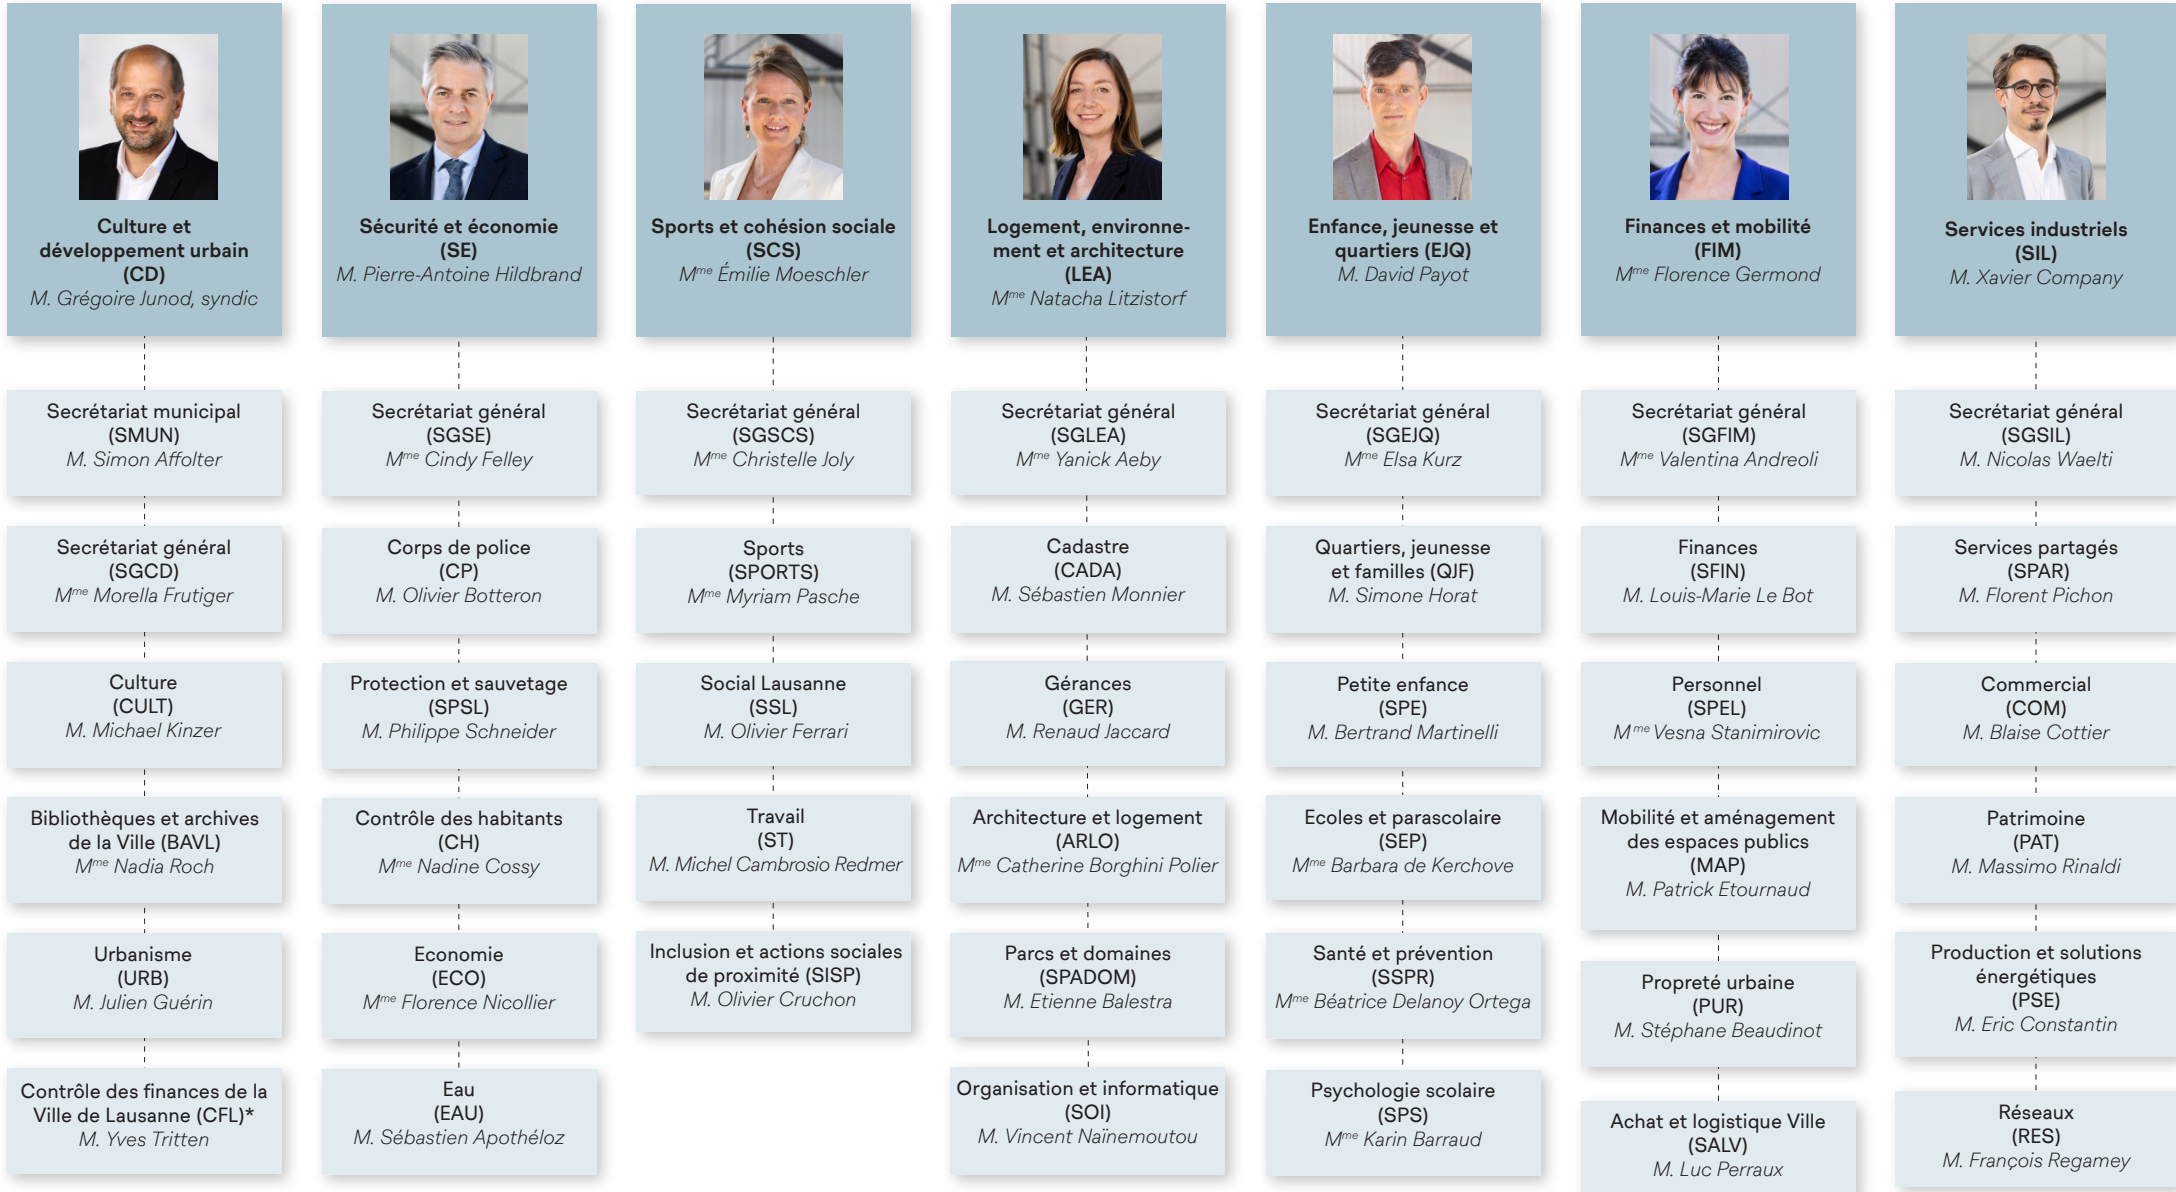 Culture et
développement urbain
(CD)
M. Grégoire Junod, syndic
Secrétariat municipal
(SMUN)
M. Simon Affolter
Secrétariat général
(SGCD)
Mme Morella Frutiger
Culture
(CULT)
M. Michael Kinzer
Bibliothèques et archives
de la Ville (BAVL)
Mme Nadia Roch
Urbanisme
(URB)
M. Julien Guérin
Contrôle des finances de la
Ville de Lausanne (CFL)*
M. Yves Tritten
Sécurité et économie
(SE)
M. Pierre-Antoine Hildbrand
Secrétariat général
(SGSE)
Mme Cindy Felley
Corps de police
(CP)
M. Olivier Botteron
Protection et sauvetage
(SPSL)
M. Philippe Schneider
Contrôle des habitants
(CH)
Mme Nadine Cossy
Economie
(ECO)
Mme Florence Nicollier
Eau
(EAU)
M. Sébastien Apothéloz
Sports et cohésion sociale
(SCS)
Mme Émilie Moeschler
Secrétariat général
(SGSCS)
Mme Christelle Joly
Sports
(SPORTS)
Mme Myriam Pasche
Social Lausanne
(SSL)
M. Olivier Ferrari
Travail
(ST)
M. Michel Cambrosio Redmer
Inclusion et actions sociales
de proximité (SISP)
M. Olivier Cruchon
Logement, environne-
ment et architecture
(LEA)
Mme Natacha Litzistorf
Secrétariat général
(SGLEA)
Mme Yanick Aeby
Cadastre
(CADA)
M. Sébastien Monnier
Gérances
(GER)
M. Renaud Jaccard
Architecture et logement
(ARLO)
Mme Catherine Borghini Polier
Parcs et domaines
(SPADOM)
M. Etienne Balestra
Organisation et informatique
(SOI)
M. Vincent Naïnemoutou
Enfance, jeunesse et
quartiers (EJQ)
M. David Payot
Secrétariat général
(SGEJQ)
Mme Elsa Kurz
Quartiers, jeunesse
et familles (QJF)
M. Simone Horat
Petite enfance
(SPE)
M. Bertrand Martinelli
Ecoles et parascolaire
(SEP)
Mme Barbara de Kerchove
Santé et prévention
(SSPR)
Mme Béatrice Delanoy Ortega
Psychologie scolaire
(SPS)
Mme Karin Barraud
Finances et mobilité
(FIM)
Mme Florence Germond
Secrétariat général
(SGFIM)
Mme Valentina Andreoli
Finances
(SFIN)
M. Louis-Marie Le Bot
Personnel
(SPEL)
Mme Vesna Stanimirovic
Mobilité et aménagement
des espaces publics
(MAP)
M. Patrick Etournaud
Propreté urbaine
(PUR)
M. Stéphane Beaudinot
Achat et logistique Ville
(SALV)
M. Luc Perraux
Services industriels
(SIL)
M. Xavier Company
Secrétariat général
(SGSIL)
M. Nicolas Waelti
Services partagés
(SPAR)
M. Florent Pichon
Commercial
(COM)
M. Blaise Cottier
Patrimoine
(PAT)
M. Massimo Rinaldi
Production et solutions
énergétiques
(PSE)
M. Eric Constantin
Réseaux
(RES)
M. François Regamey